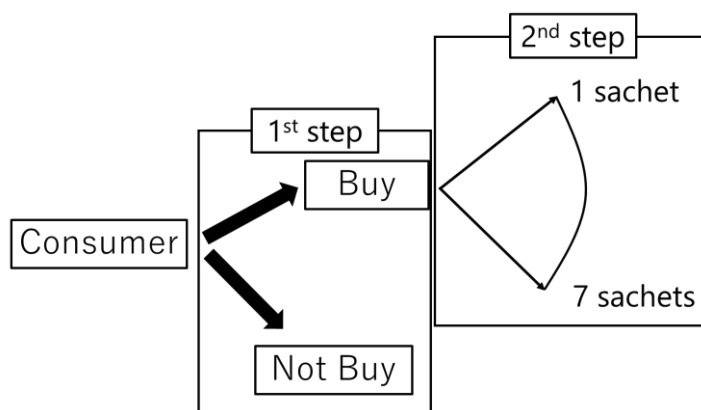 2nd step
1 sachet
1st step
Buy
Consumer
7 sachets
Not Buy